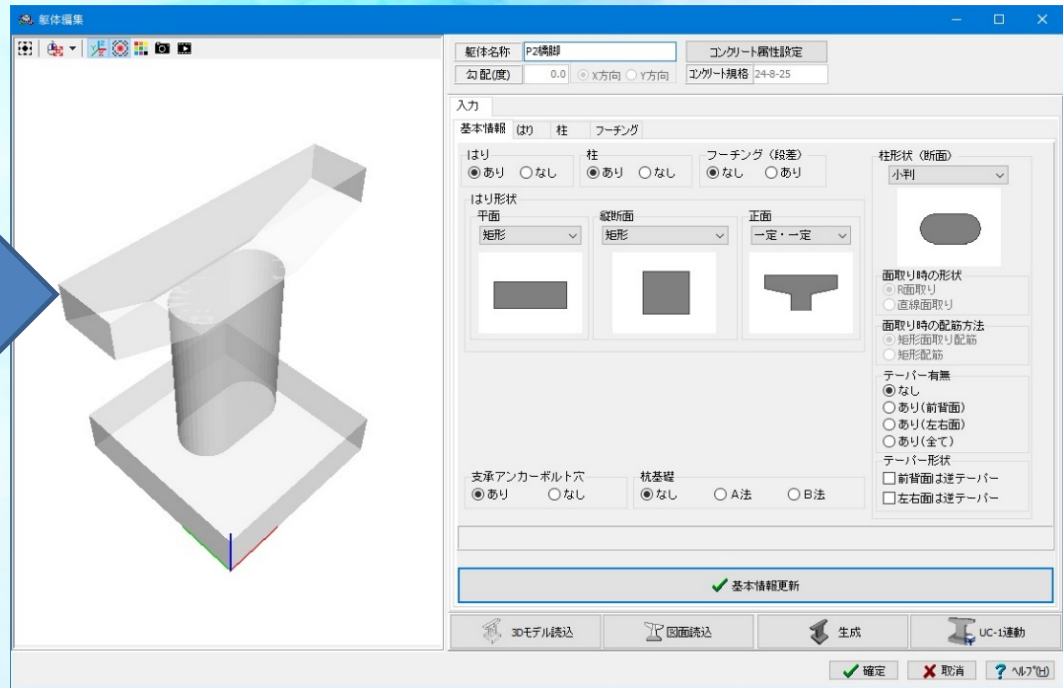 躯体編集
躯体名称 P2橋脚 コンクリート属性設定
勾配(度) 0.0 X方向 Y方向 コンクリート規格 24-8-25
入力
基本情報 はり 柱 フーチング
はり 柱 フーチング（段差） 柱形状（断面）
あり なし あり なし なし あり 小判
はり形状
平面 縦断面 正面
矩形 矩形 一定・一定
面取り時の形状
R面取り
直線面取り
面取り時の配筋方法
矩形面取り配筋
矩形配筋
テーパー有無
なし
あり(前背面)
あり(左右面)
あり(全て)
テーパー形状
前背面は逆テーパー
左右面は逆テーパー
支承アンカーボルト穴 杭基礎
あり なし なし A法 B法
基本情報更新
3Dモデル読込 図面読込 生成 UC-1連動
確定 取消 ヘルプ(H)